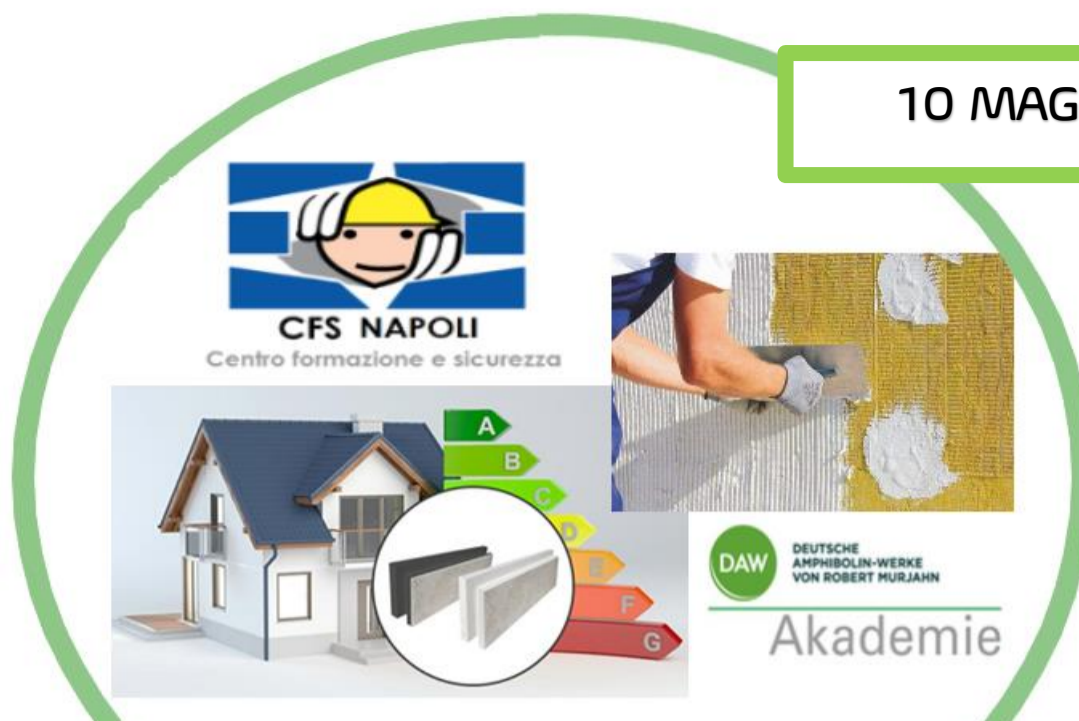 10 MAG
CFS NAPOLI
Centro formazione e sicurezza
A
B
C
D
E
F
G
DAW
DEUTSCHE
AMPHIBOLIN-WERKE
VON ROBERT MURJAHN
Akademie